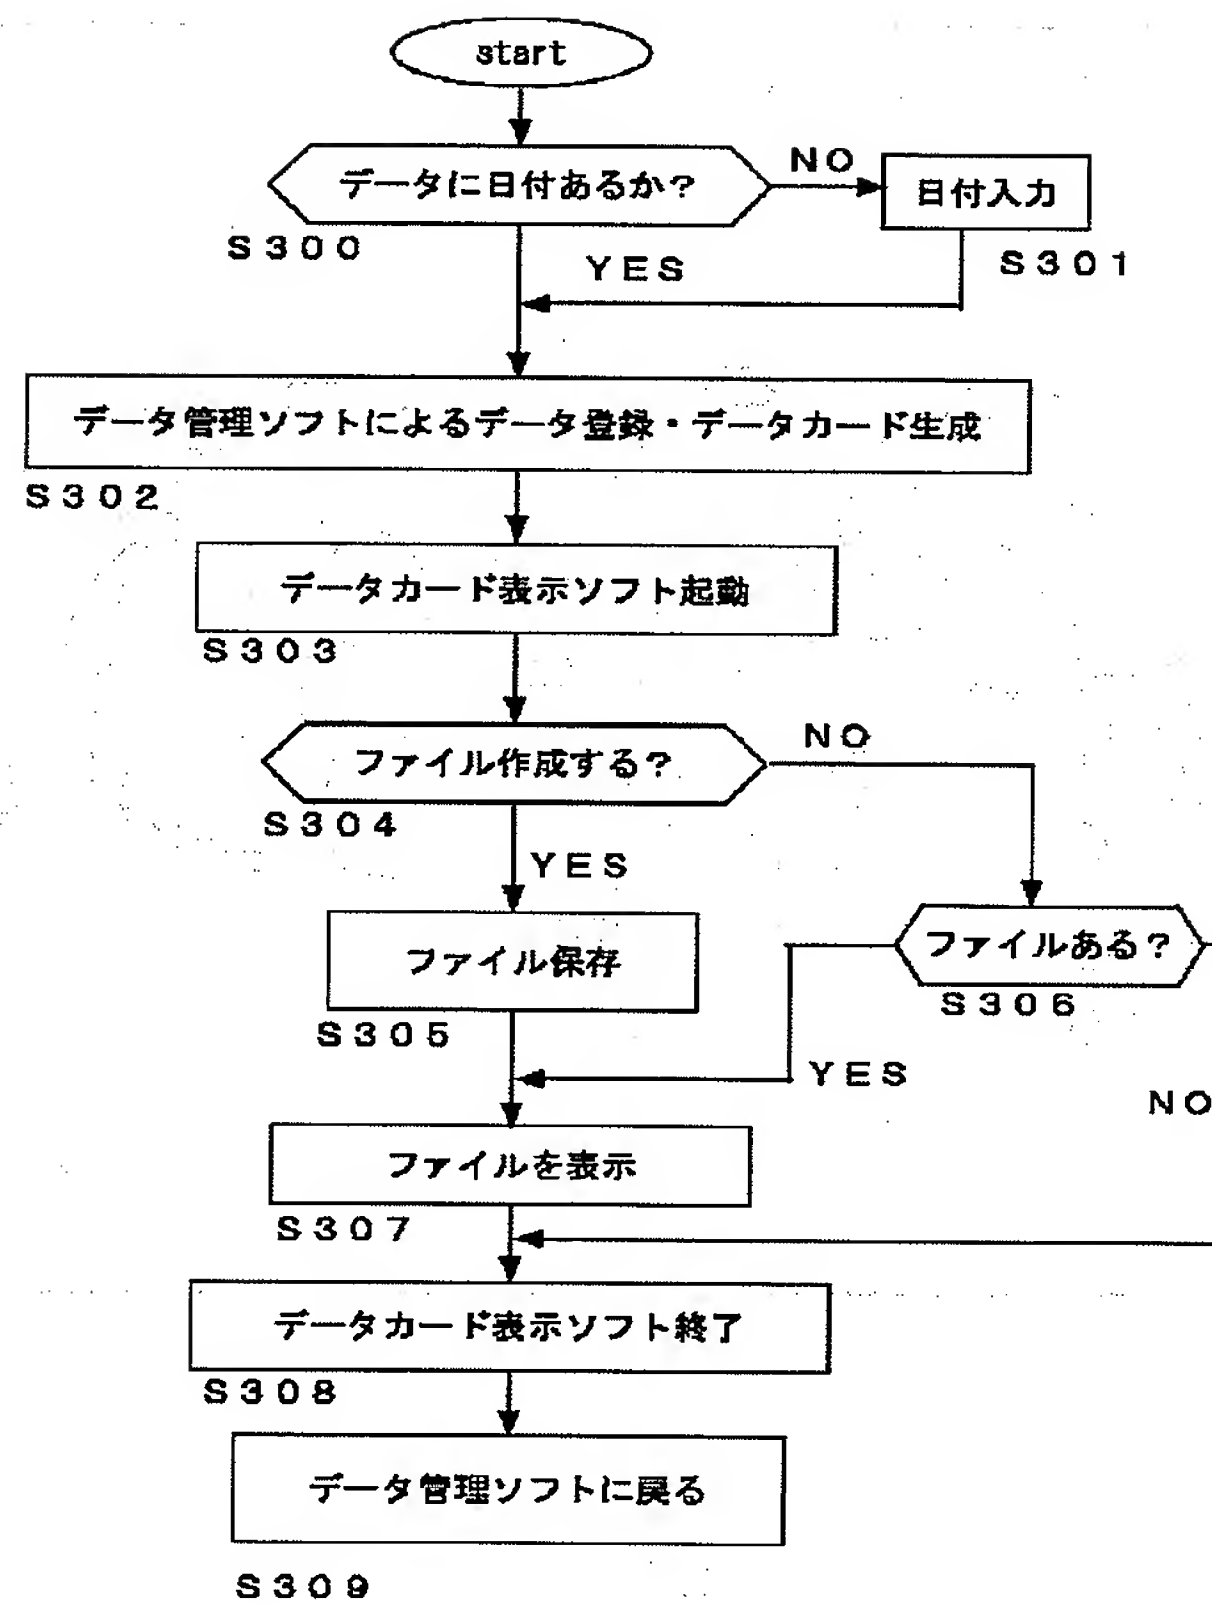 start
データに日付あるか？
NO
日付入力
S300
S301
YES
データ管理ソフトによるデータ登録・データカード生成
S302
データカード表示ソフト起動
S303
ファイル作成する？
NO
S304
YES
ファイル保存
ファイルある？
S305
S306
YES
NO
ファイルを表示
S307
データカード表示ソフト終了
S308
データ管理ソフトに戻る
S309